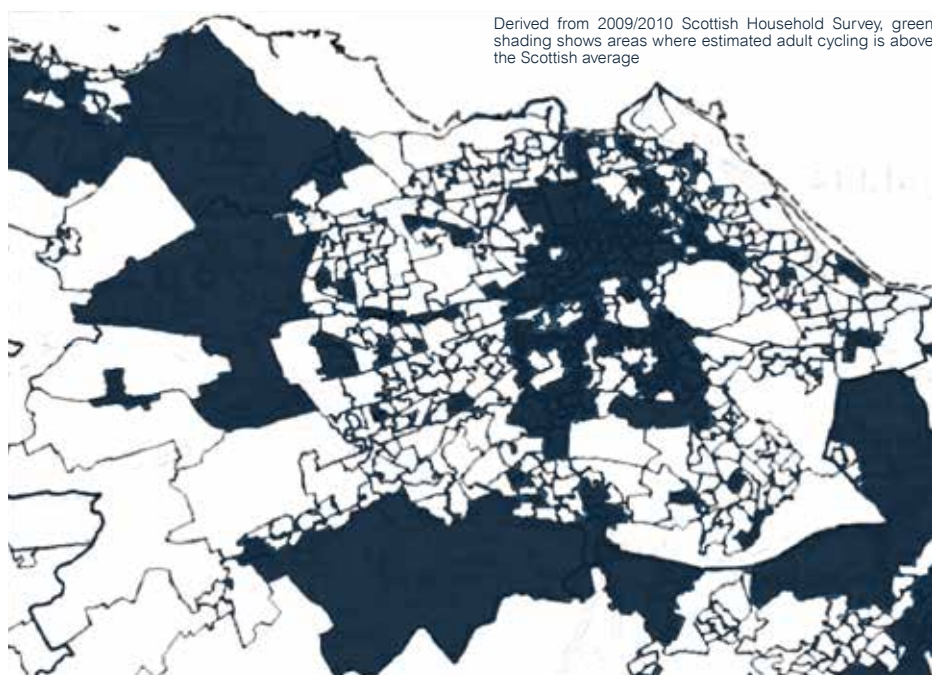 Derived from 2009/2010 Scottish Household Survey, green
shading shows areas where estimated adult cycling is above
the Scottish average